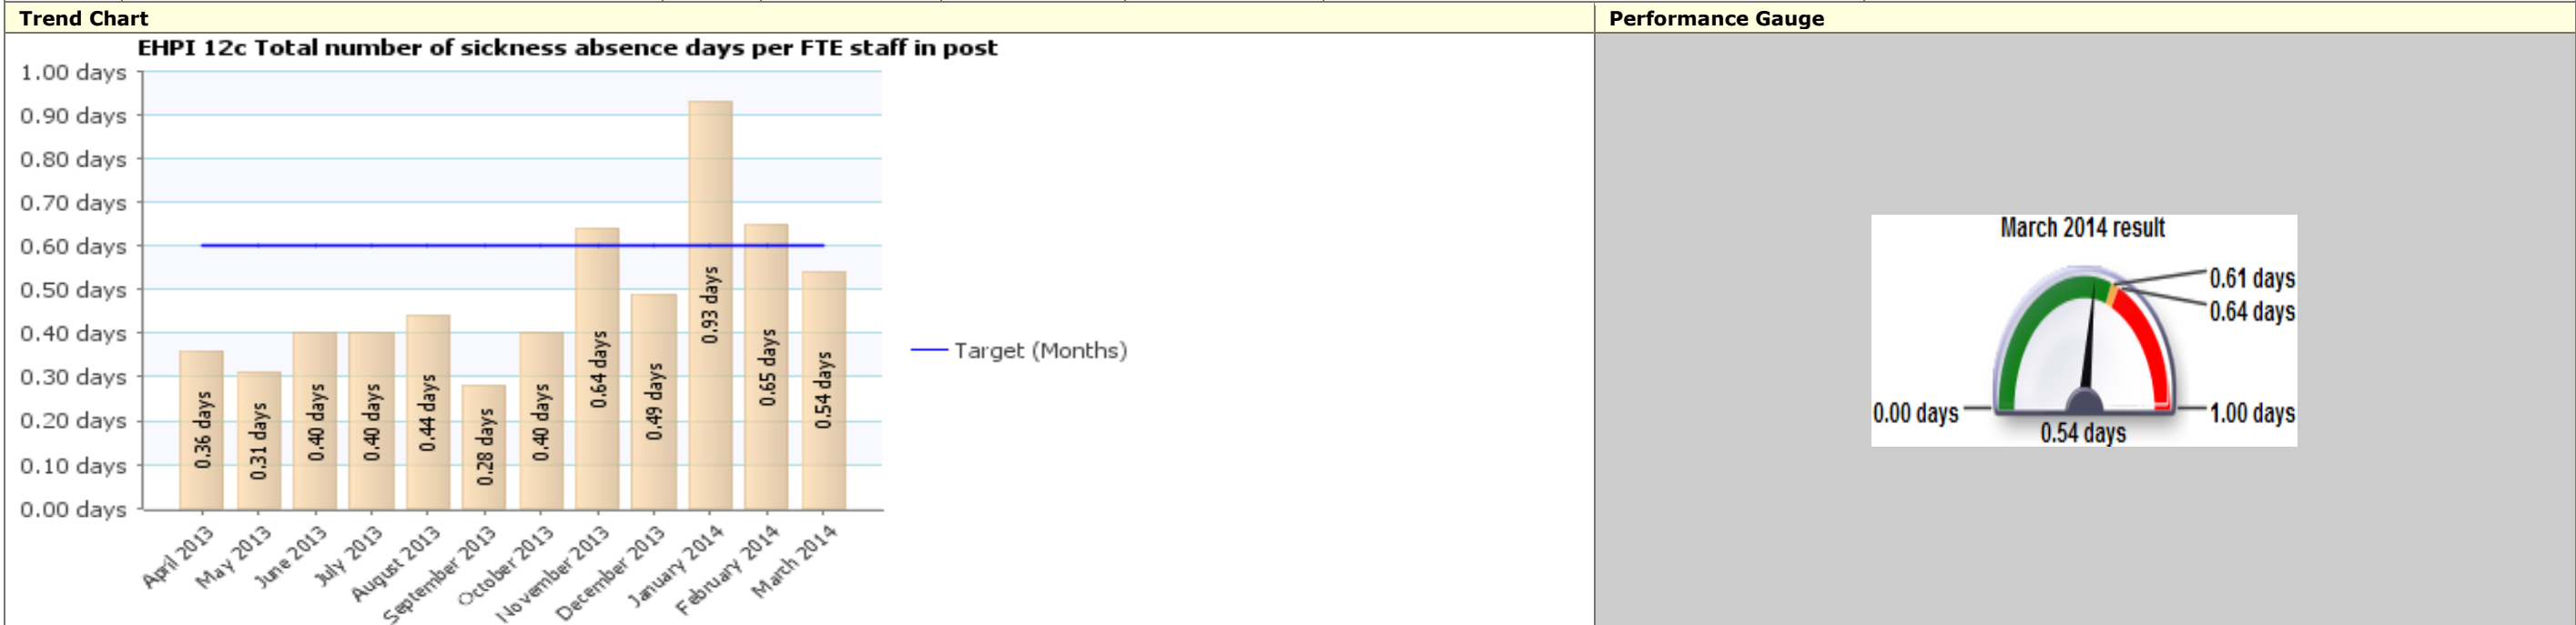 Trend Chart
Performance Gauge
EHPI 12c Total number of sickness absence days per FTE staff in post
1.00 days
0.90 days
0.80 days
0.70 days
0.60 days
0.50 days
0.40 days
0.30 days
0.20 days
0.10 days
0.00 days
0.36 days
0.31 days
0.40 days
0.40 days
0.44 days
0.28 days
0.40 days
0.64 days
0.49 days
0.93 days
0.65 days
0.54 days
April 2013
May 2013
June 2013
July 2013
August 2013
September 2013
October 2013
November 2013
December 2013
January 2014
February 2014
March 2014
Target (Months)
March 2014 result
0.61 days
0.64 days
0.00 days
1.00 days
0.54 days